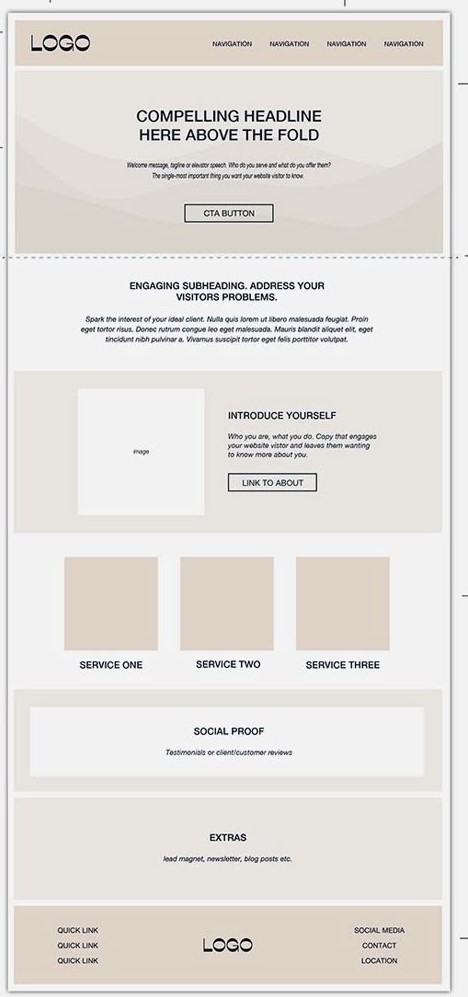 LOGO
NAVIGATION NAVIGATION NAVIGATION NAVIGATION
COMPELLING HEADLINE
HERE ABOVE THE FOLD
Welcome message, tagline or elevator speech. Who do you serve and what do you offer them?
The single-most important thing you want your website visitor to know.
CTA BUTTON
ENGAGING SUBHEADING. ADDRESS YOUR
VISITORS PROBLEMS.
Spark the interest of your ideal client. Nulla quis lorem ut libero malesuada feugiat. Proin
eget tortor risus. Donec rutrum congue leo eget malesuada. Mauris blandit aliquet elit, eget
tincidunt nibh pulvinar a. Vivamus suscipit tortor eget felis porttitor volutpat.
image
INTRODUCE YOURSELF
Who you are, what you do. Copy that engages
your website vistor and leaves them wanting
to know more about you.
LINK TO ABOUT
SERVICE ONE SERVICE TWO SERVICE THREE
SOCIAL PROOF
Testimonials or client/customer reviews
EXTRAS
lead magnet, newsletter, blog posts etc.
QUICK LINK
QUICK LINK
QUICK LINK
LOGO
SOCIAL MEDIA
CONTACT
LOCATION